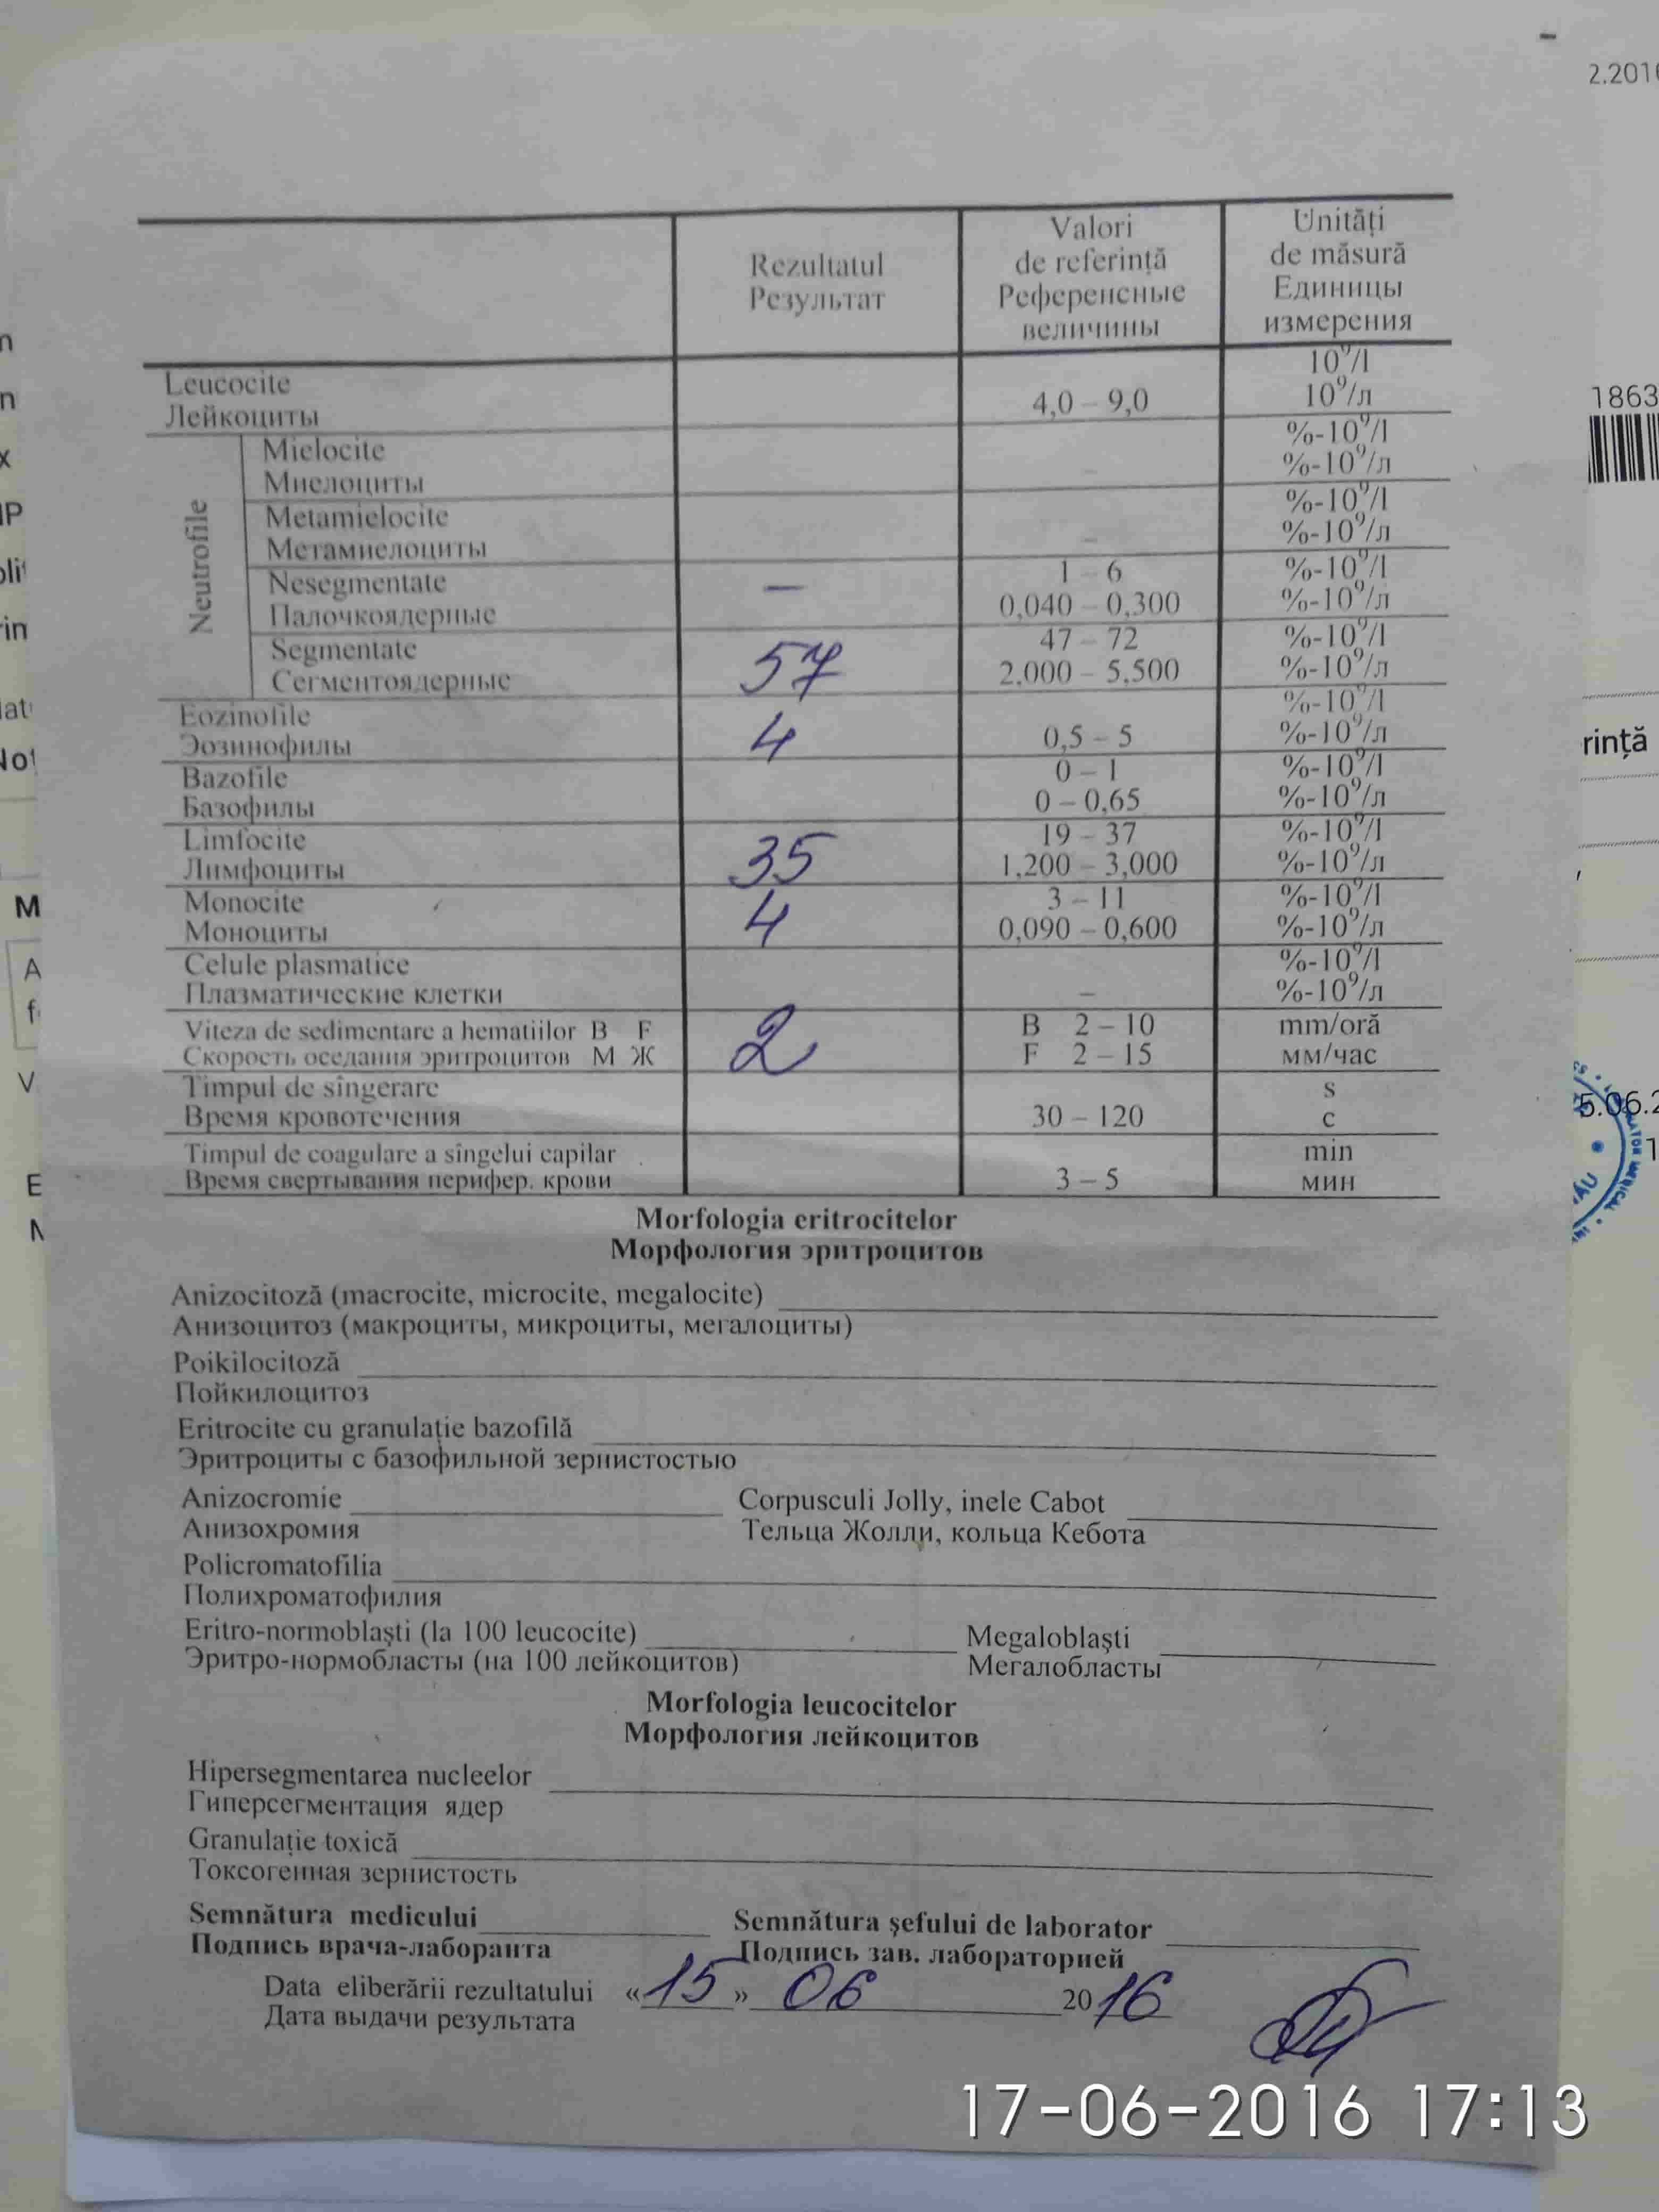 2.201
Rezultatul
Результат
Valori
de referință
Референсные
величины
Unități
de măsură
Единицы
измерения
Leucocite
Лейкоциты
4,0 – 9,0
10⁹/l
10⁹/л
1863
Neutrofile
Mielocite
Миелоциты
–
%-10⁹/l
%-10⁹/л
Metamielocite
Метамиелоциты
–
%-10⁹/l
%-10⁹/л
Nesegmentate
Палочкоядерные
—
1 – 6
0,040 – 0,300
%-10⁹/l
%-10⁹/л
Segmentate
Сегментоядерные
57
47 – 72
2.000 – 5.500
%-10⁹/l
%-10⁹/л
Eozinofile
Эозинофилы
4
0,5 – 5
%-10⁹/l
%-10⁹/л
rință
Bazofile
Базофилы
0 – 1
0 – 0,65
%-10⁹/l
%-10⁹/л
Limfocite
Лимфоциты
35
19 – 37
1.200 – 3,000
%-10⁹/l
%-10⁹/л
Monocite
Моноциты
4
3 – 11
0,090 – 0,600
%-10⁹/l
%-10⁹/л
Celule plasmatice
Плазматические клетки
–
%-10⁹/l
%-10⁹/л
Viteza de sedimentare a hematiilor B F
Скорость оседания эритроцитов М Ж
2
B 2 – 10
F 2 – 15
mm/oră
мм/час
Timpul de sîngerare
Время кровотечения
30 – 120
s
с
5.06.2
Timpul de coagulare a sîngelui capilar
Время свертывания перифер. крови
3 – 5
min
мин
Morfologia eritrocitelor
Морфология эритроцитов
Anizocitoză (macrocite, microcite, megalocite)
Анизоцитоз (макроциты, микроциты, мегалоциты)
Poikilocitoză
Пойкилоцитоз
Eritrocite cu granulație bazofilă
Эритроциты с базофильной зернистостью
Anizocromie Corpusculi Jolly, inele Cabot
Анизохромия Тельца Жолли, кольца Кебота
Policromatofilia
Полихроматофилия
Eritro-normoblaşti (la 100 leucocite) Megaloblaşti
Эритро-нормобласты (на 100 лейкоцитов) Мегалобласты
Morfologia leucocitelor
Морфология лейкоцитов
Hipersegmentarea nucleelor
Гиперсегментация ядер
Granulație toxică
Токсогенная зернистость
Semnătura medicului Semnătura şefului de laborator
Подпись врача-лаборанта Подпись зав. лабораторией
Data eliberării rezultatului «15» 06 2016
Дата выдачи результата
17-06-2016 17:13